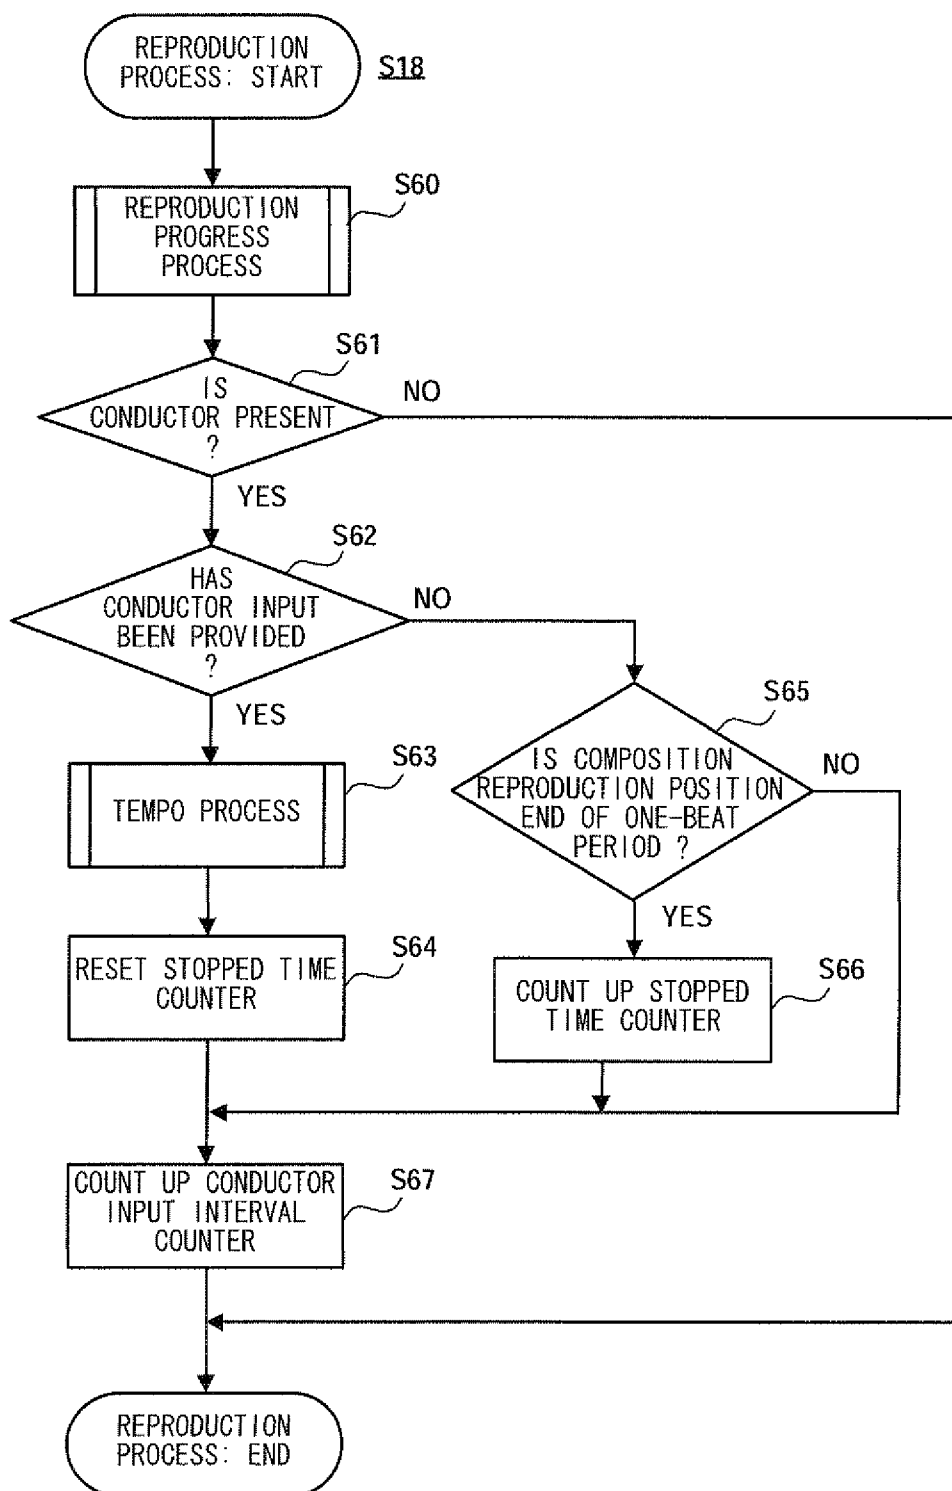 REPRODUCTION
PROCESS: START
S18
S60
REPRODUCTION
PROGRESS
PROCESS
S61
IS
CONDUCTOR PRESENT
?
NO
YES
S62
HAS
CONDUCTOR INPUT
BEEN PROVIDED
?
NO
YES
S65
IS COMPOSITION
REPRODUCTION POSITION
END OF ONE-BEAT
PERIOD ?
NO
YES
S63
TEMPO PROCESS
S64
RESET STOPPED TIME
COUNTER
S66
COUNT UP STOPPED
TIME COUNTER
S67
COUNT UP CONDUCTOR
INPUT INTERVAL
COUNTER
REPRODUCTION
PROCESS: END